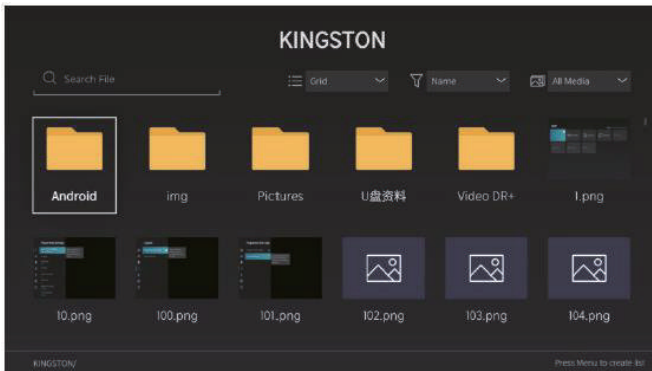 KINGSTON
Search File
Grid
Name
All Media
Android
img
Pictures
U盘资料
Video DR+
1.png
10.png
100.png
101.png
102.png
103.png
104.png
KINGSTON/
Press Menu to create list